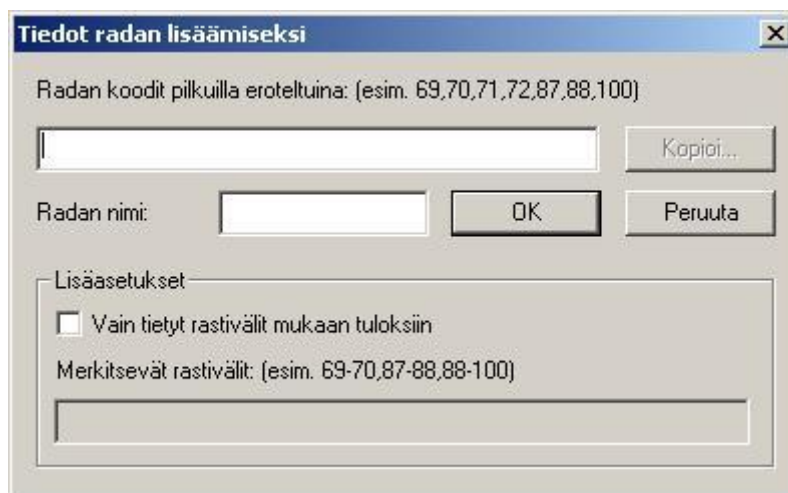 Tiedot radan lisäämiseksi
Radan koodit pilkuilla eroteltuina: (esim. 69,70,71,72,87,88,100)
Kopioi...
Radan nimi:
OK
Peruuta
Lisäasetukset
Vain tietyt rastivälit mukaan tuloksiin
Merkitsevät rastivälit: (esim. 69-70,87-88,88-100)